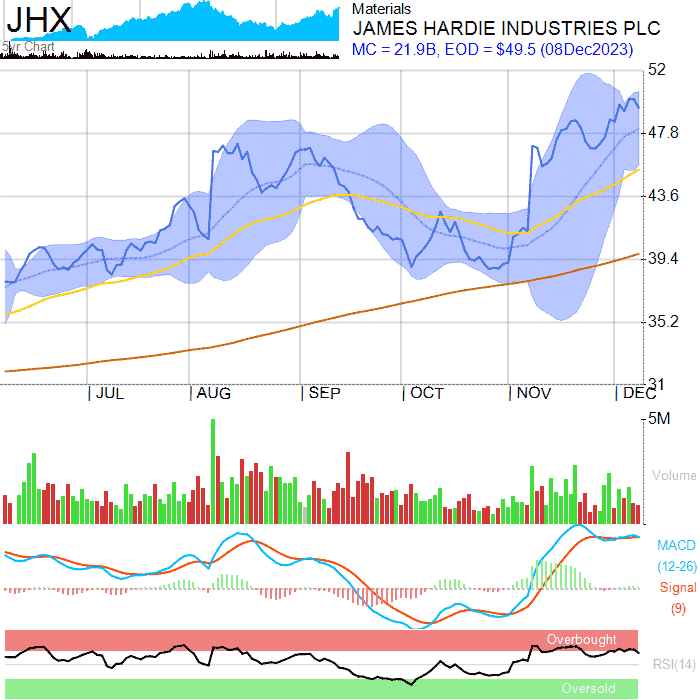 JHX
5yr Chart
Materials
JAMES HARDIE INDUSTRIES PLC
MC = 21.9B, EOD = $49.5 (08Dec2023)
52
47.8
43.6
39.4
35.2
31
JUL
AUG
SEP
OCT
NOV
DEC
5M
Volume
MACD
(12-26)
Signal
(9)
Overbought
RSI(14)
Oversold